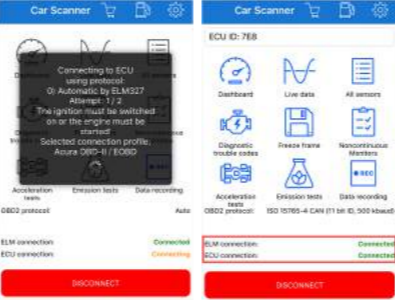 Car Scanner
Connecting to ECU
using protocol:
0) Automatic by ELM327
Attempt: 1 / 2
The ignition must be switched
on or the engine must be
started!
Selected connection profile:
Acura OBD-II / EOBD
Acceleration
tests
Emission tests
Data recording
OBD2 protocol:
Auto
ELM connection:
Connected
ECU connection:
Connecting
DISCONNECT
Car Scanner
ECU ID: 7E8
Dashboard
Live data
All sensors
Diagnostic
trouble codes
Freeze frame
Noncontinuous
Monitors
REC
Acceleration
tests
Emission tests
Data recording
OBD2 protocol:
ISO 15765-4 CAN (11 bit ID, 500 kbaud)
ELM connection:
Connected
ECU connection:
Connected
DISCONNECT